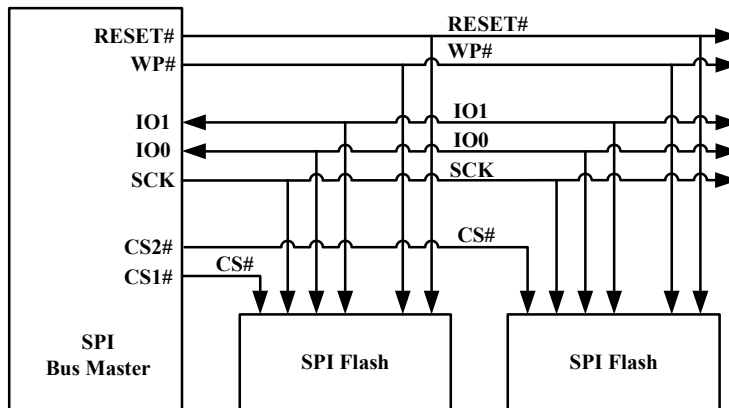 RESET#
RESET#
WP#
WP#
IO1
IO1
IO0
IO0
SCK
SCK
CS2#
CS#
CS1#
CS#
SPI
Bus Master
SPI Flash
SPI Flash